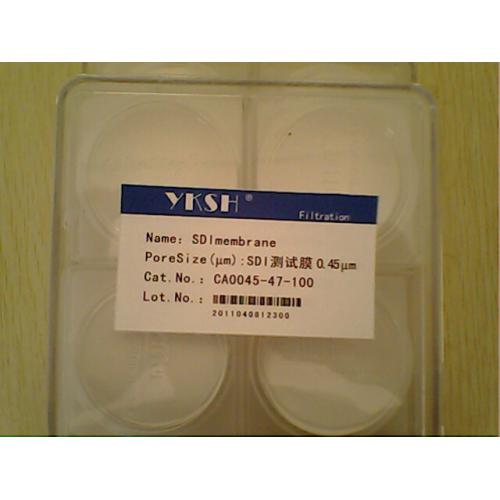 YKSH®
Filtration
Name: SDImembrane
PoreSize(μm):SDI测试膜0.45μm
Cat.No.: CA0045-47-100
Lot.No.:
2011040812300